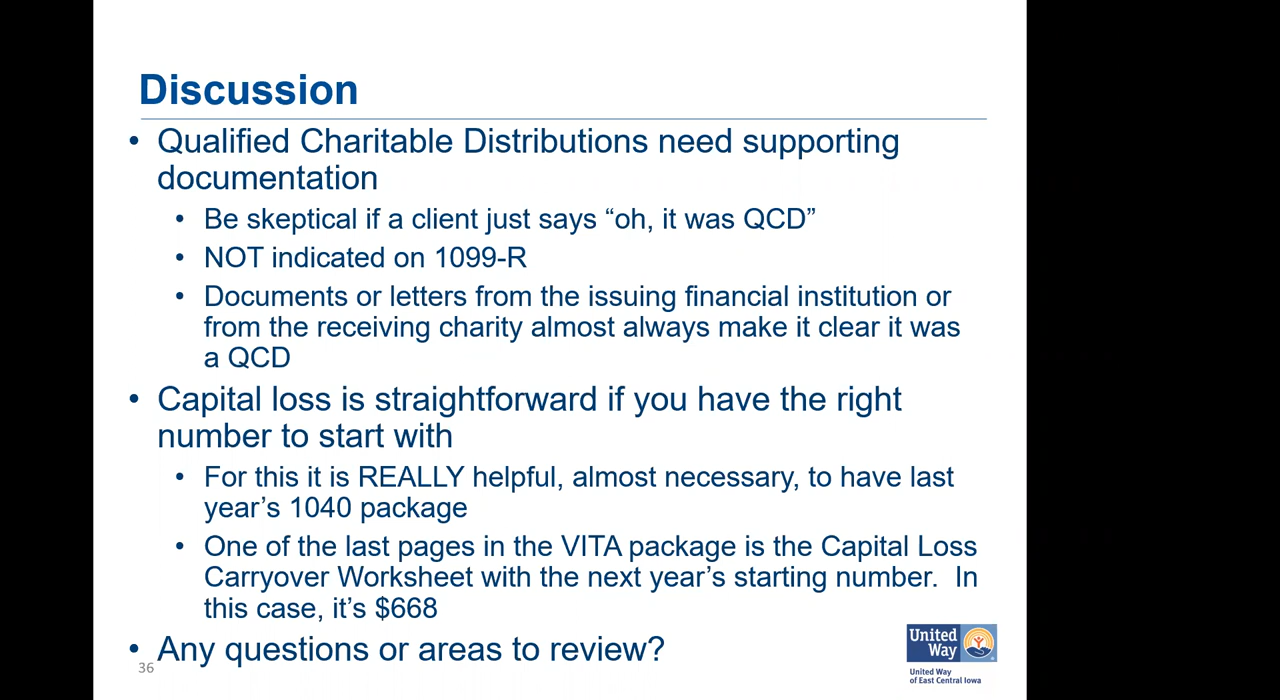 Discussion
• Qualified Charitable Distributions need supporting
documentation
• Be skeptical if a client just says “oh, it was QCD”
• NOT indicated on 1099-R
• Documents or letters from the issuing financial institution or
from the receiving charity almost always make it clear it was
a QCD
• Capital loss is straightforward if you have the right
number to start with
• For this it is REALLY helpful, almost necessary, to have last
year’s 1040 package
• One of the last pages in the VITA package is the Capital Loss
Carryover Worksheet with the next year’s starting number.  In
this case, it’s $668
• Any questions or areas to review?
36
United
Way
United Way
of East Central Iowa